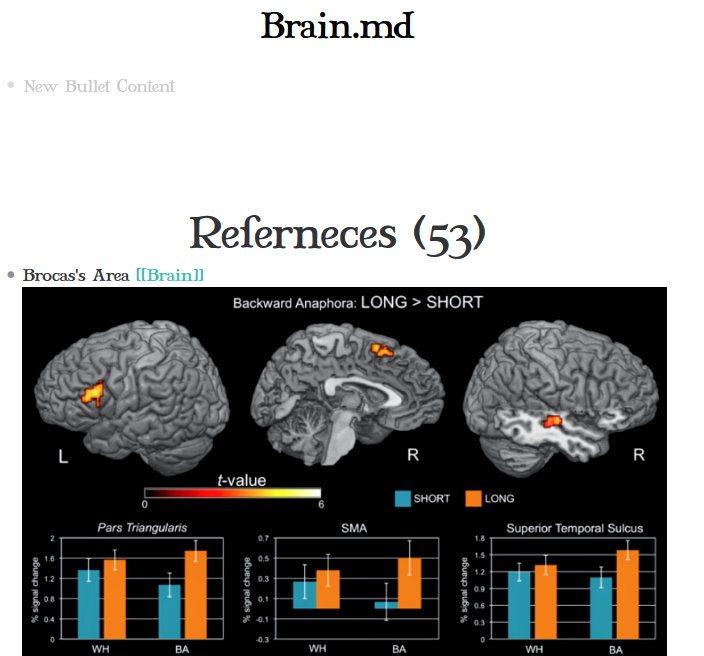 Brain.md
New Bullet Content
Referneces (53)
Brocas's Area [[Brain]]
Backward Anaphora: LONG > SHORT
L
R
R
t-value
0
6
SHORT
LONG
Pars Triangularis
% signal change
2
1.6
1.2
0.8
0.4
0
WH
BA
SMA
% signal change
0.7
0.5
0.3
0.1
-0.1
-0.3
WH
BA
Superior Temporal Sulcus
% signal change
1.8
1.5
1.2
0.9
0.6
0.3
0
WH
BA